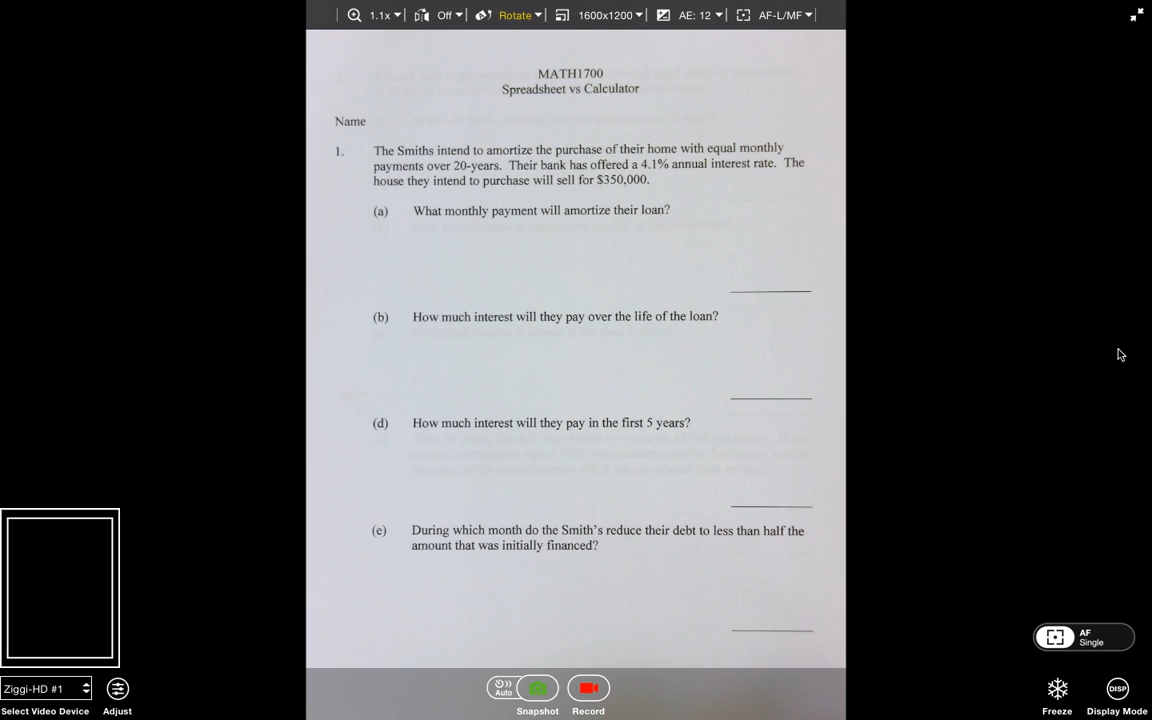 1.1x Off Rotate 1600x1200 AE: 12 AF-L/MF
MATH1700
Spreadsheet vs Calculator
Name
1. The Smiths intend to amortize the purchase of their home with equal monthly
payments over 20-years. Their bank has offered a 4.1% annual interest rate. The
house they intend to purchase will sell for $350,000.
(a) What monthly payment will amortize their loan?
(b) How much interest will they pay over the life of the loan?
(d) How much interest will they pay in the first 5 years?
(e) During which month do the Smith's reduce their debt to less than half the
amount that was initially financed?
AF
Single
Ziggi-HD #1
Select Video Device
Adjust
Auto
Snapshot
Record
Freeze
DISP
Display Mode